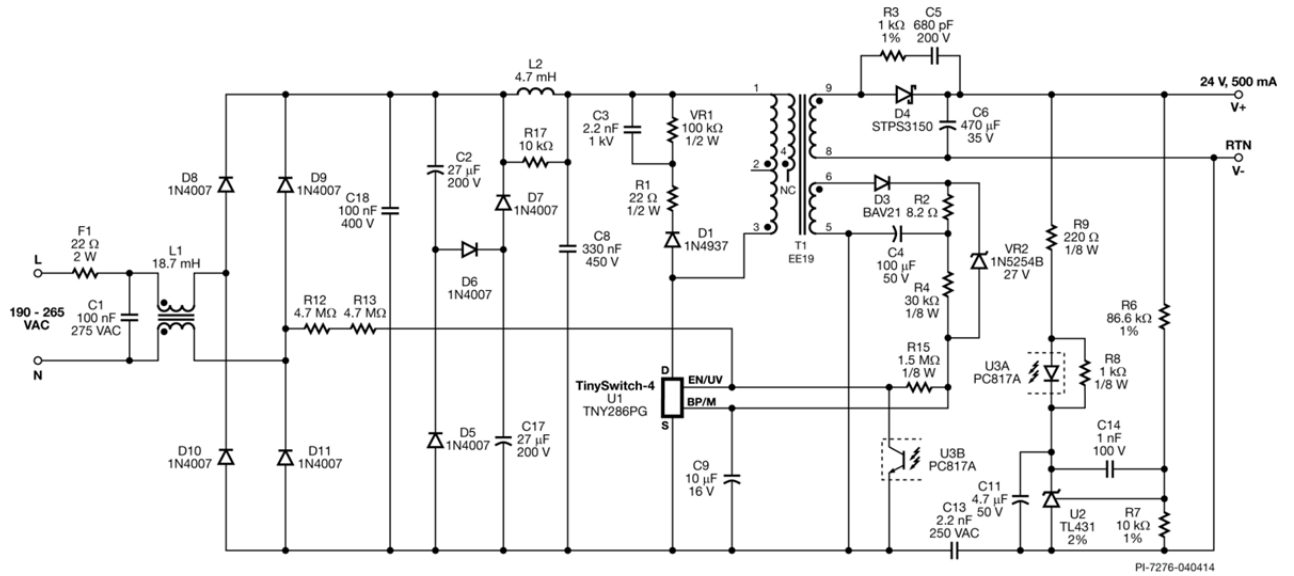 R3
1 kΩ
1%
C5
680 pF
200 V
L2
4.7 mH
1
9
24 V, 500 mA
V+
C3
2.2 nF
1 kV
VR1
100 kΩ
1/2 W
D4
STPS3150
C6
470 µF
35 V
R17
10 kΩ
C2
27 µF
200 V
4
2
NC
8
RTN
V-
D8
1N4007
D9
1N4007
D7
1N4007
C18
100 nF
400 V
R1
22 Ω
1/2 W
6
D3
BAV21
R2
8.2 Ω
F1
22 Ω
2 W
L1
18.7 mH
D1
1N4937
3
5
T1
EE19
C4
100 µF
50 V
VR2
1N5254B
27 V
R9
220 Ω
1/8 W
C8
330 nF
450 V
D6
1N4007
L
190 - 265
VAC
C1
100 nF
275 VAC
N
R12
4.7 MΩ
R13
4.7 MΩ
R4
30 kΩ
1/8 W
R6
86.6 kΩ
1%
R15
1.5 MΩ
1/8 W
U3A
PC817A
R8
1 kΩ
1/8 W
D
EN/UV
TinySwitch-4
U1
TNY286PG
BP/M
S
D10
1N4007
D11
1N4007
D5
1N4007
C17
27 µF
200 V
C9
10 µF
16 V
U3B
PC817A
C14
1 nF
100 V
C11
4.7 µF
50 V
C13
2.2 nF
250 VAC
U2
TL431
2%
R7
10 kΩ
1%
PI-7276-040414